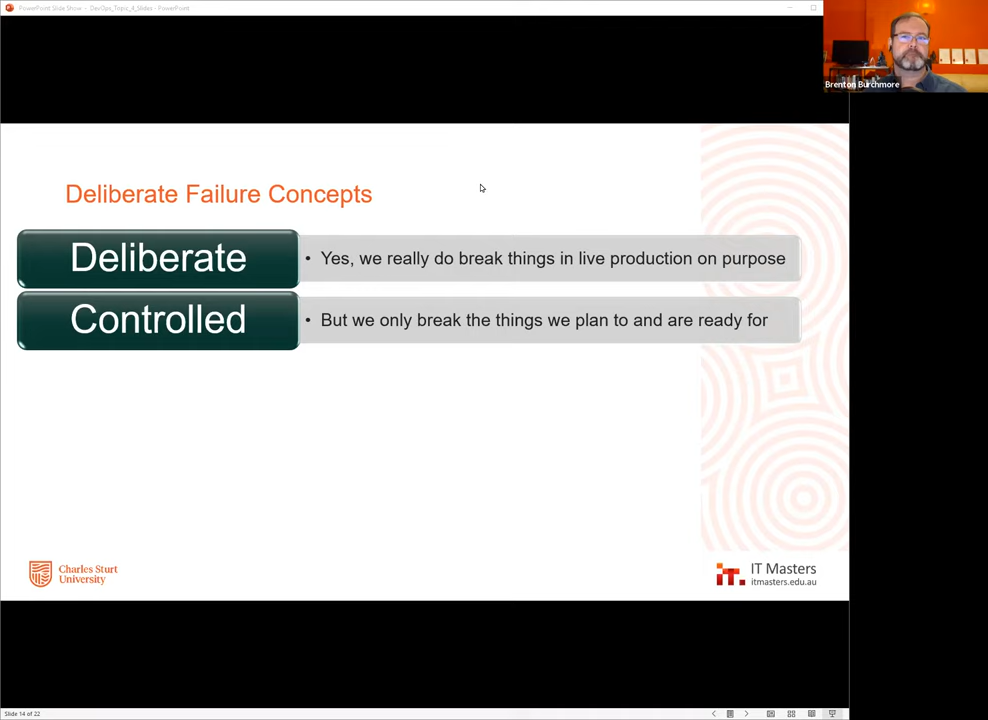 PowerPoint Slide Show - DevOps_Topic_4_Slides - PowerPoint
Brenton Burchmore
Deliberate Failure Concepts
Deliberate
• Yes, we really do break things in live production on purpose
Controlled
• But we only break the things we plan to and are ready for
Charles Sturt
University
IT Masters
itmasters.edu.au
Slide 14 of 22